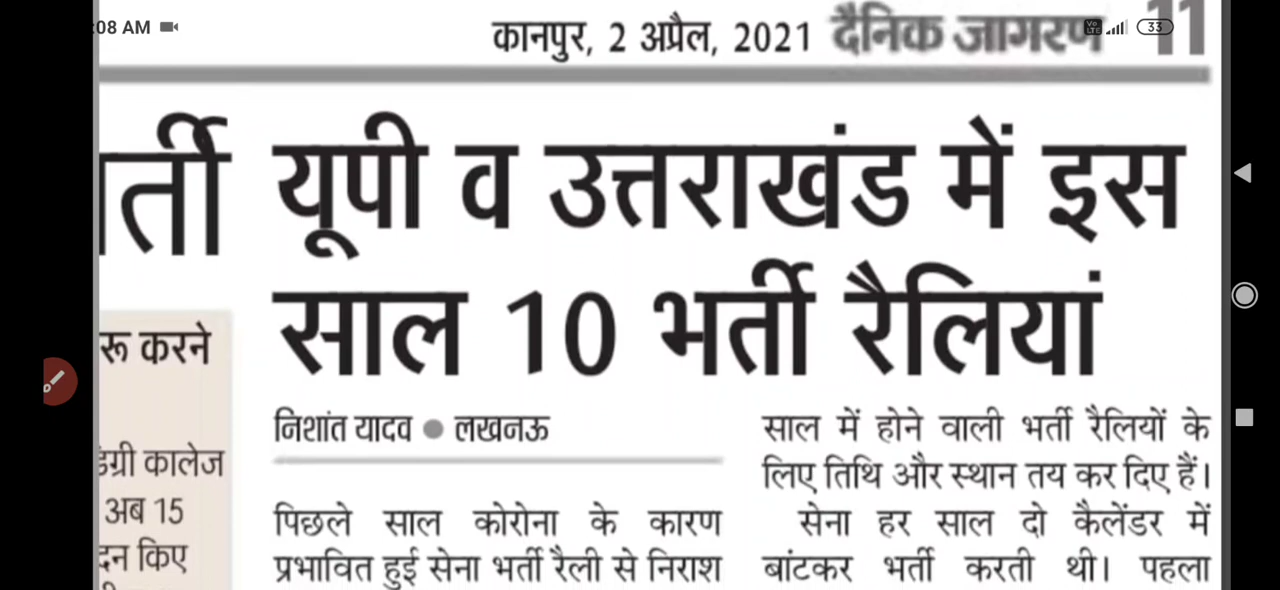 :08 AM
33
कानपुर, 2 अप्रैल, 2021 दैनिक जागरण 11
र्ती
यूपी व उत्तराखंड में इस
साल 10 भर्ती रैलियां
रू करने
डिग्री कालेज
अब 15
किए
निशांत यादव ● लखनऊ
पिछले साल कोरोना के कारण
प्रभावित हुई सेना भर्ती रैली से निराश
साल में होने वाली भर्ती रैलियों के
लिए तिथि और स्थान तय कर दिए हैं।
सेना हर साल दो कैलेंडर में
बांटकर भर्ती करती थी। पहला